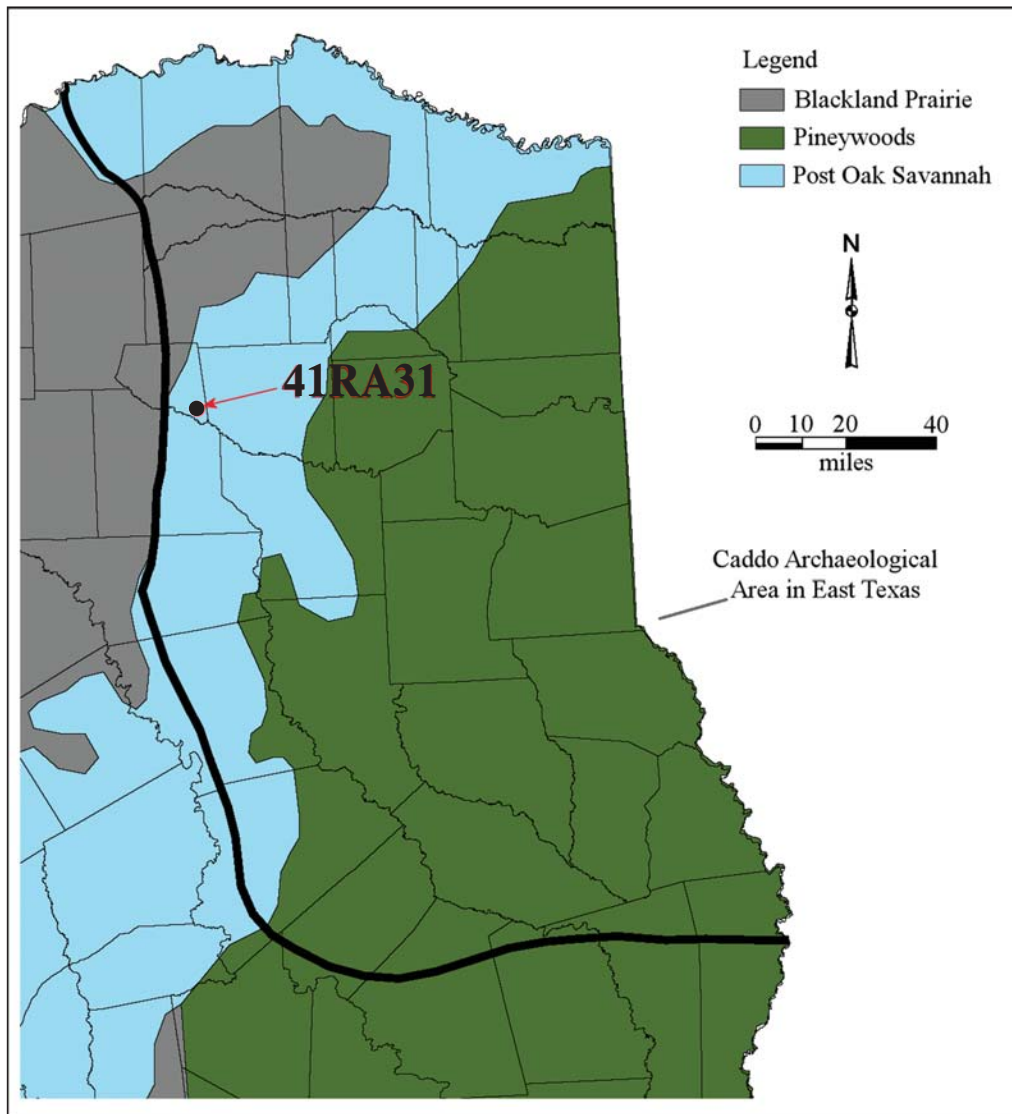 Legend
Blackland Prairie
Pineywoods
Post Oak Savannah
N
41RA31
0 10 20 40
miles
Caddo Archaeological
Area in East Texas